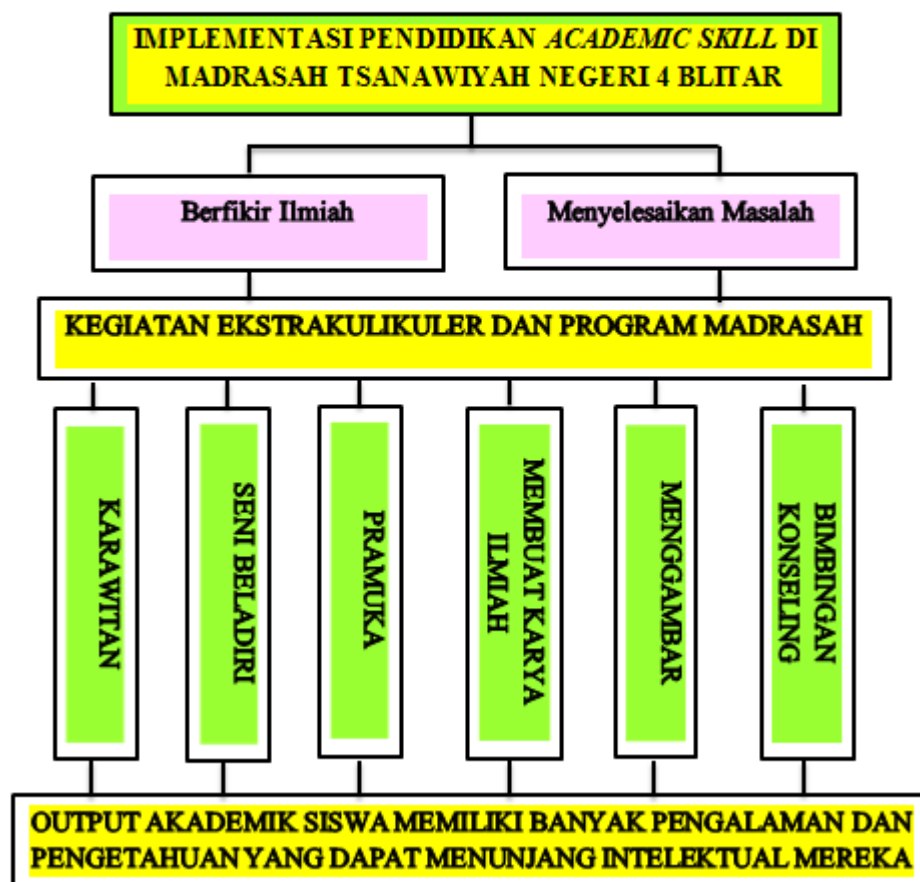 IMPLEMENTASI PENDIDIKAN ACADEMIC SKILL DI
MADRASAH TSANAWIYAH NEGERI 4 BLITAR
Berfikir Ilmiah
Menyelesaikan Masalah
KEGIATAN EKSTRAKULIKULER DAN PROGRAM MADRASAH
KARAWITAN
SENI BELADIRI
PRAMUKA
MEMBUAT KARYA
ILMIAH
MENGGAMBAR
BIMBINGAN
KONSELING
OUTPUT AKADEMIK SISWA MEMILIKI BANYAK PENGALAMAN DAN
PENGETAHUAN YANG DAPAT MENUNJANG INTELEKTUAL MEREKA